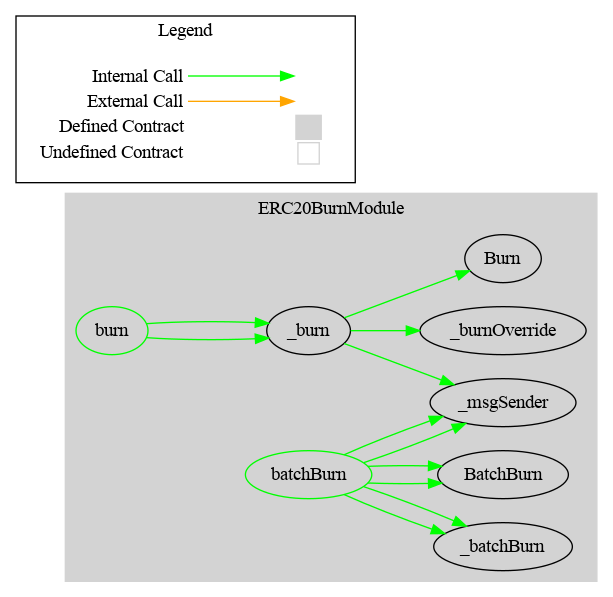 Legend
Internal Call
External Call
Defined Contract
Undefined Contract
ERC20BurnModule
Burn
burn
_burn
_burnOverride
_msgSender
batchBurn
BatchBurn
_batchBurn